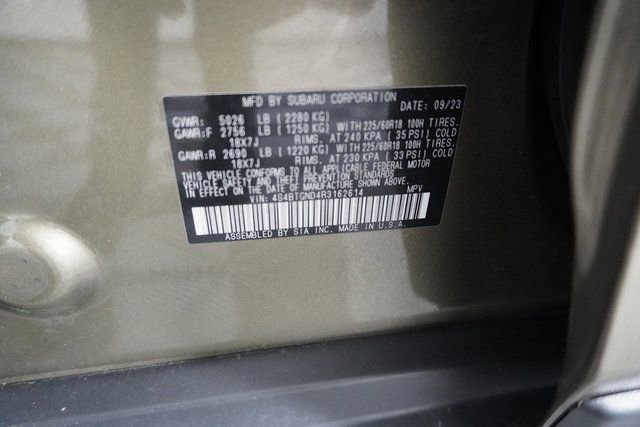 MFD BY SUBARU CORPORATION DATE: 09/23
GVWR: 5026 LB (2280 KG)
GAWR:F 2756 LB (1250 KG) WITH 225/60R18 100H TIRES.
18X7J RIMS. AT 240 KPA (35 PSI) COLD
GAWR:R 2690 LB (1220 KG) WITH 225/60R18 100H TIRES.
18X7J RIMS. AT 230 KPA (33 PSI) COLD
THIS VEHICLE CONFORMS TO ALL APPLICABLE FEDERAL MOTOR
VEHICLE SAFETY AND THEFT PREVENTION STANDARDS
IN EFFECT ON THE DATE OF MANUFACTURE SHOWN ABOVE.
VIN: 4S4BTGND4R3162614 MPV
ASSEMBLED BY SIA INC. MADE IN U.S.A.